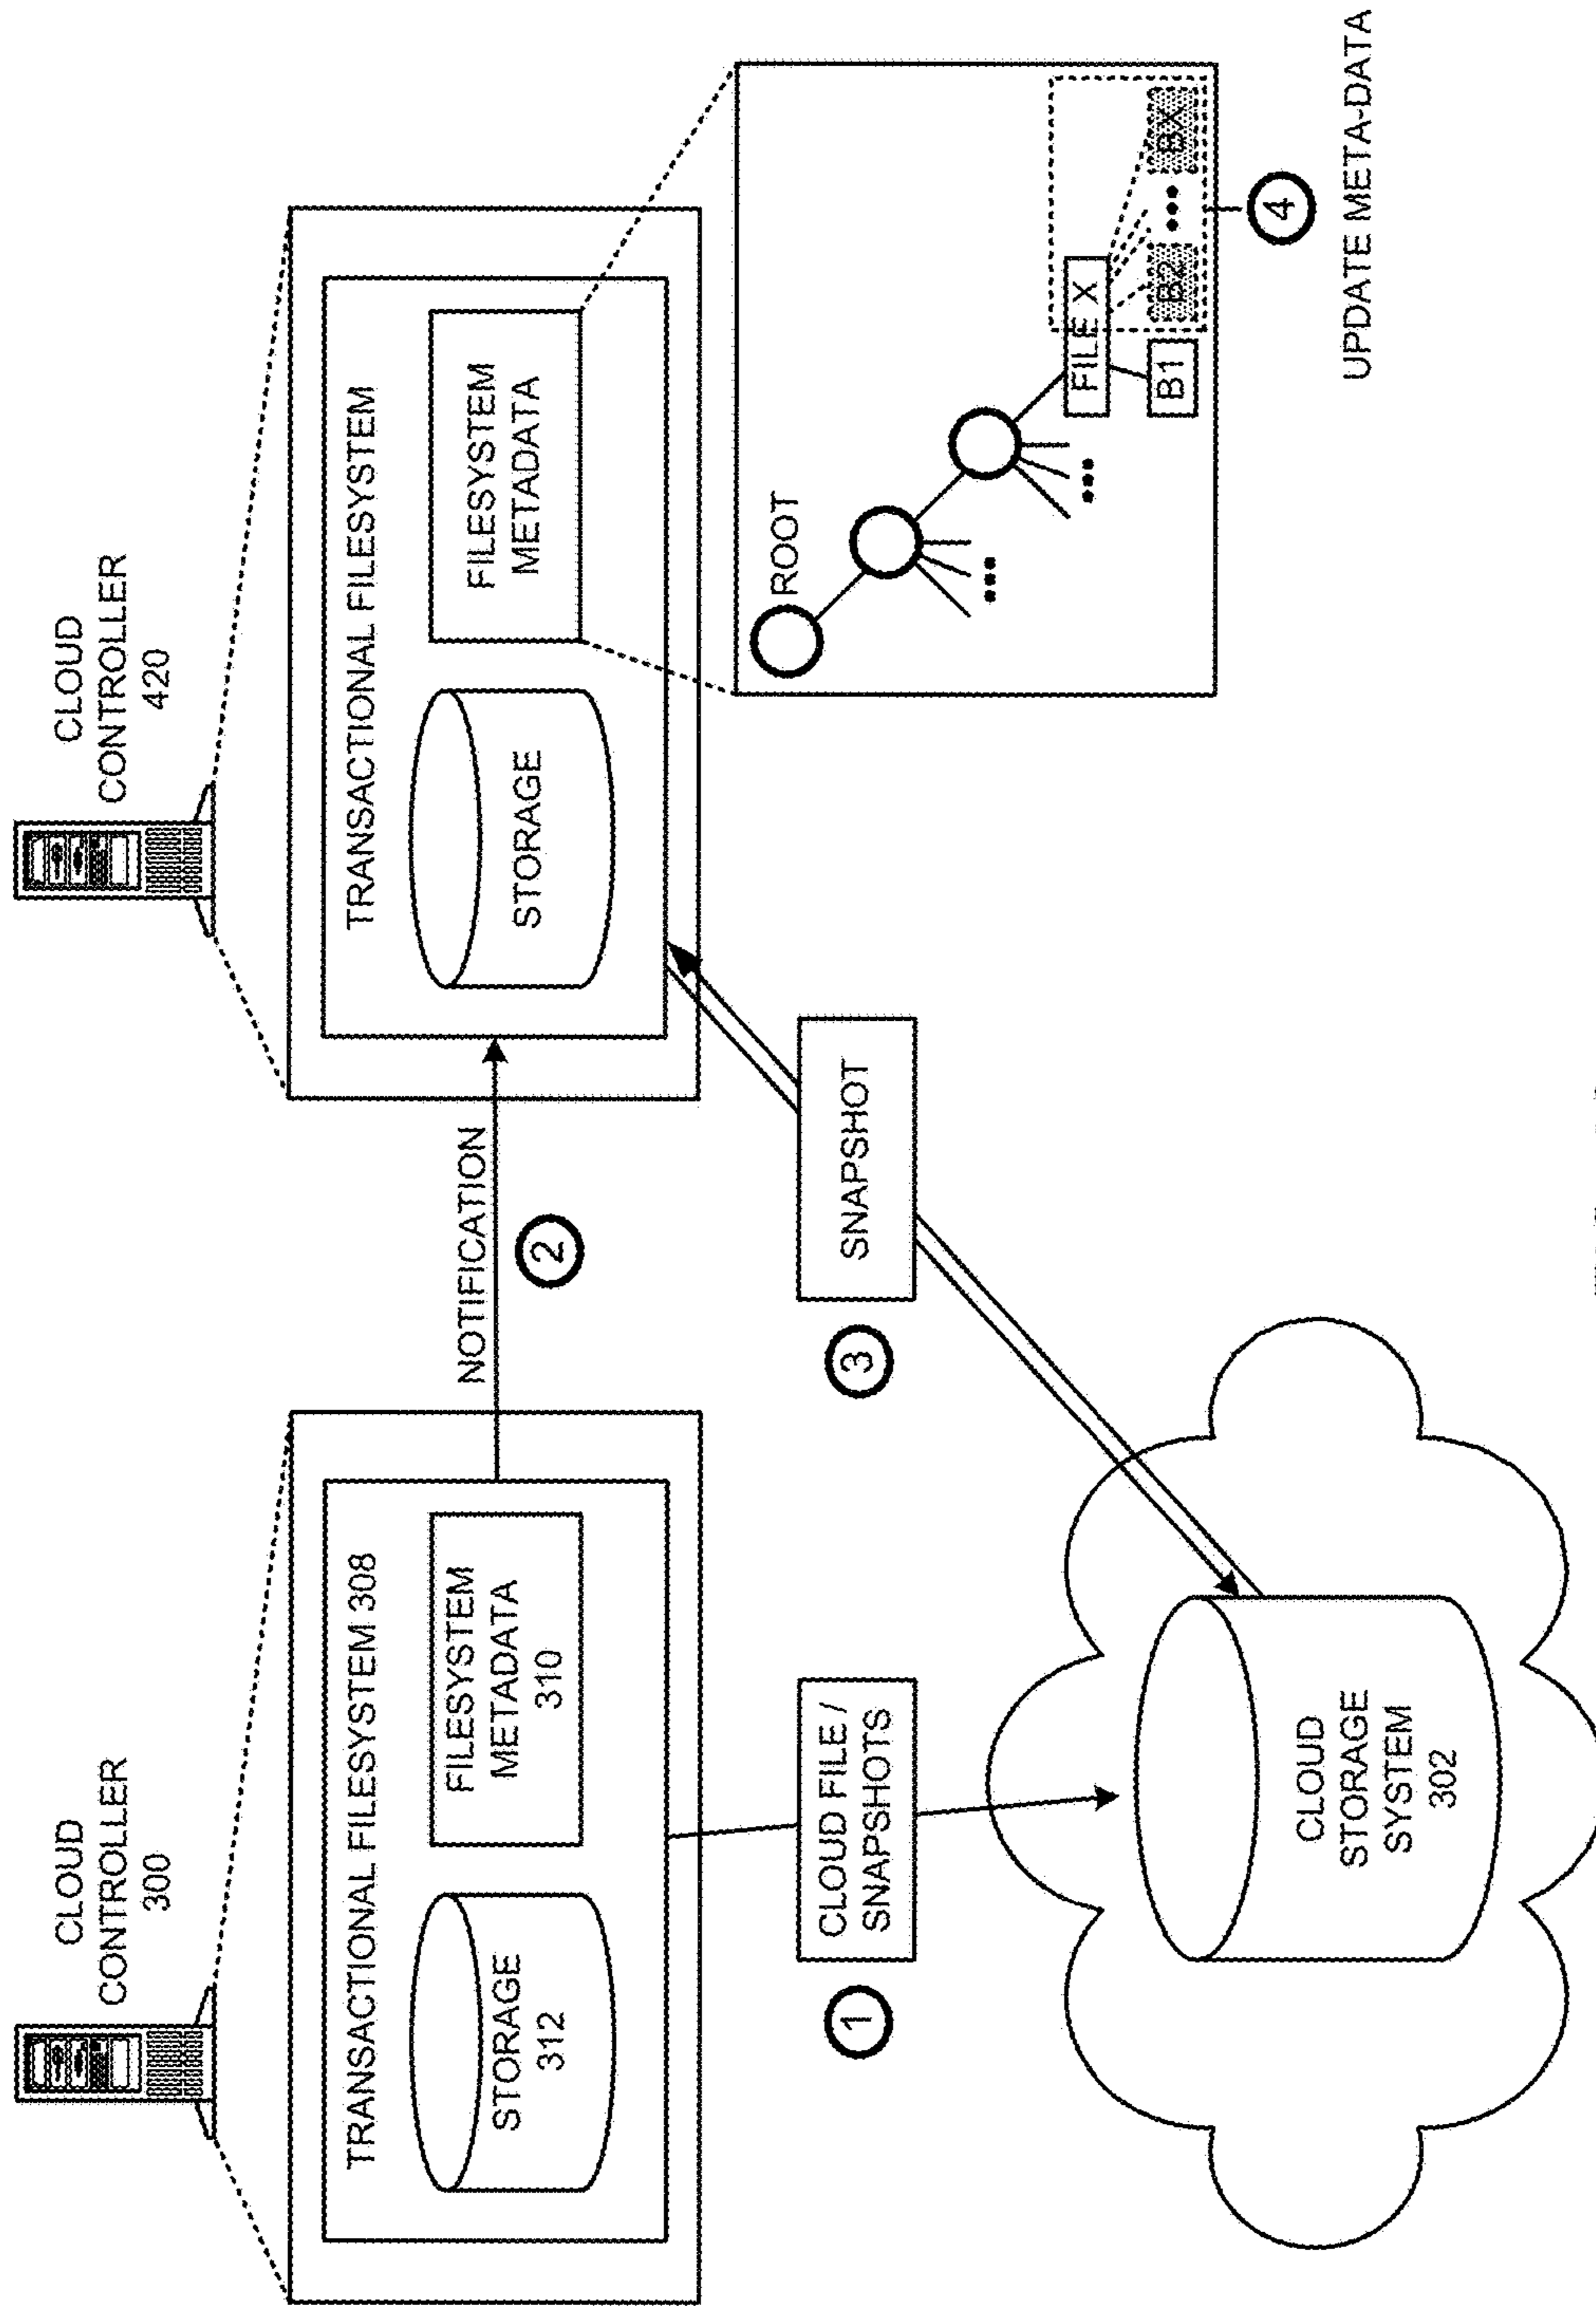 CLOUD
CONTROLLER
300
TRANSACTIONAL FILESYSTEM 308
STORAGE
312
FILESYSTEM
METADATA
310
NOTIFICATION
2
CLOUD
CONTROLLER
420
TRANSACTIONAL FILESYSTEM
STORAGE
FILESYSTEM
METADATA
1
CLOUD FILE /
SNAPSHOTS
3
SNAPSHOT
CLOUD
STORAGE
SYSTEM
302
ROOT
FILE X
B1
B2
BX
4
UPDATE META-DATA